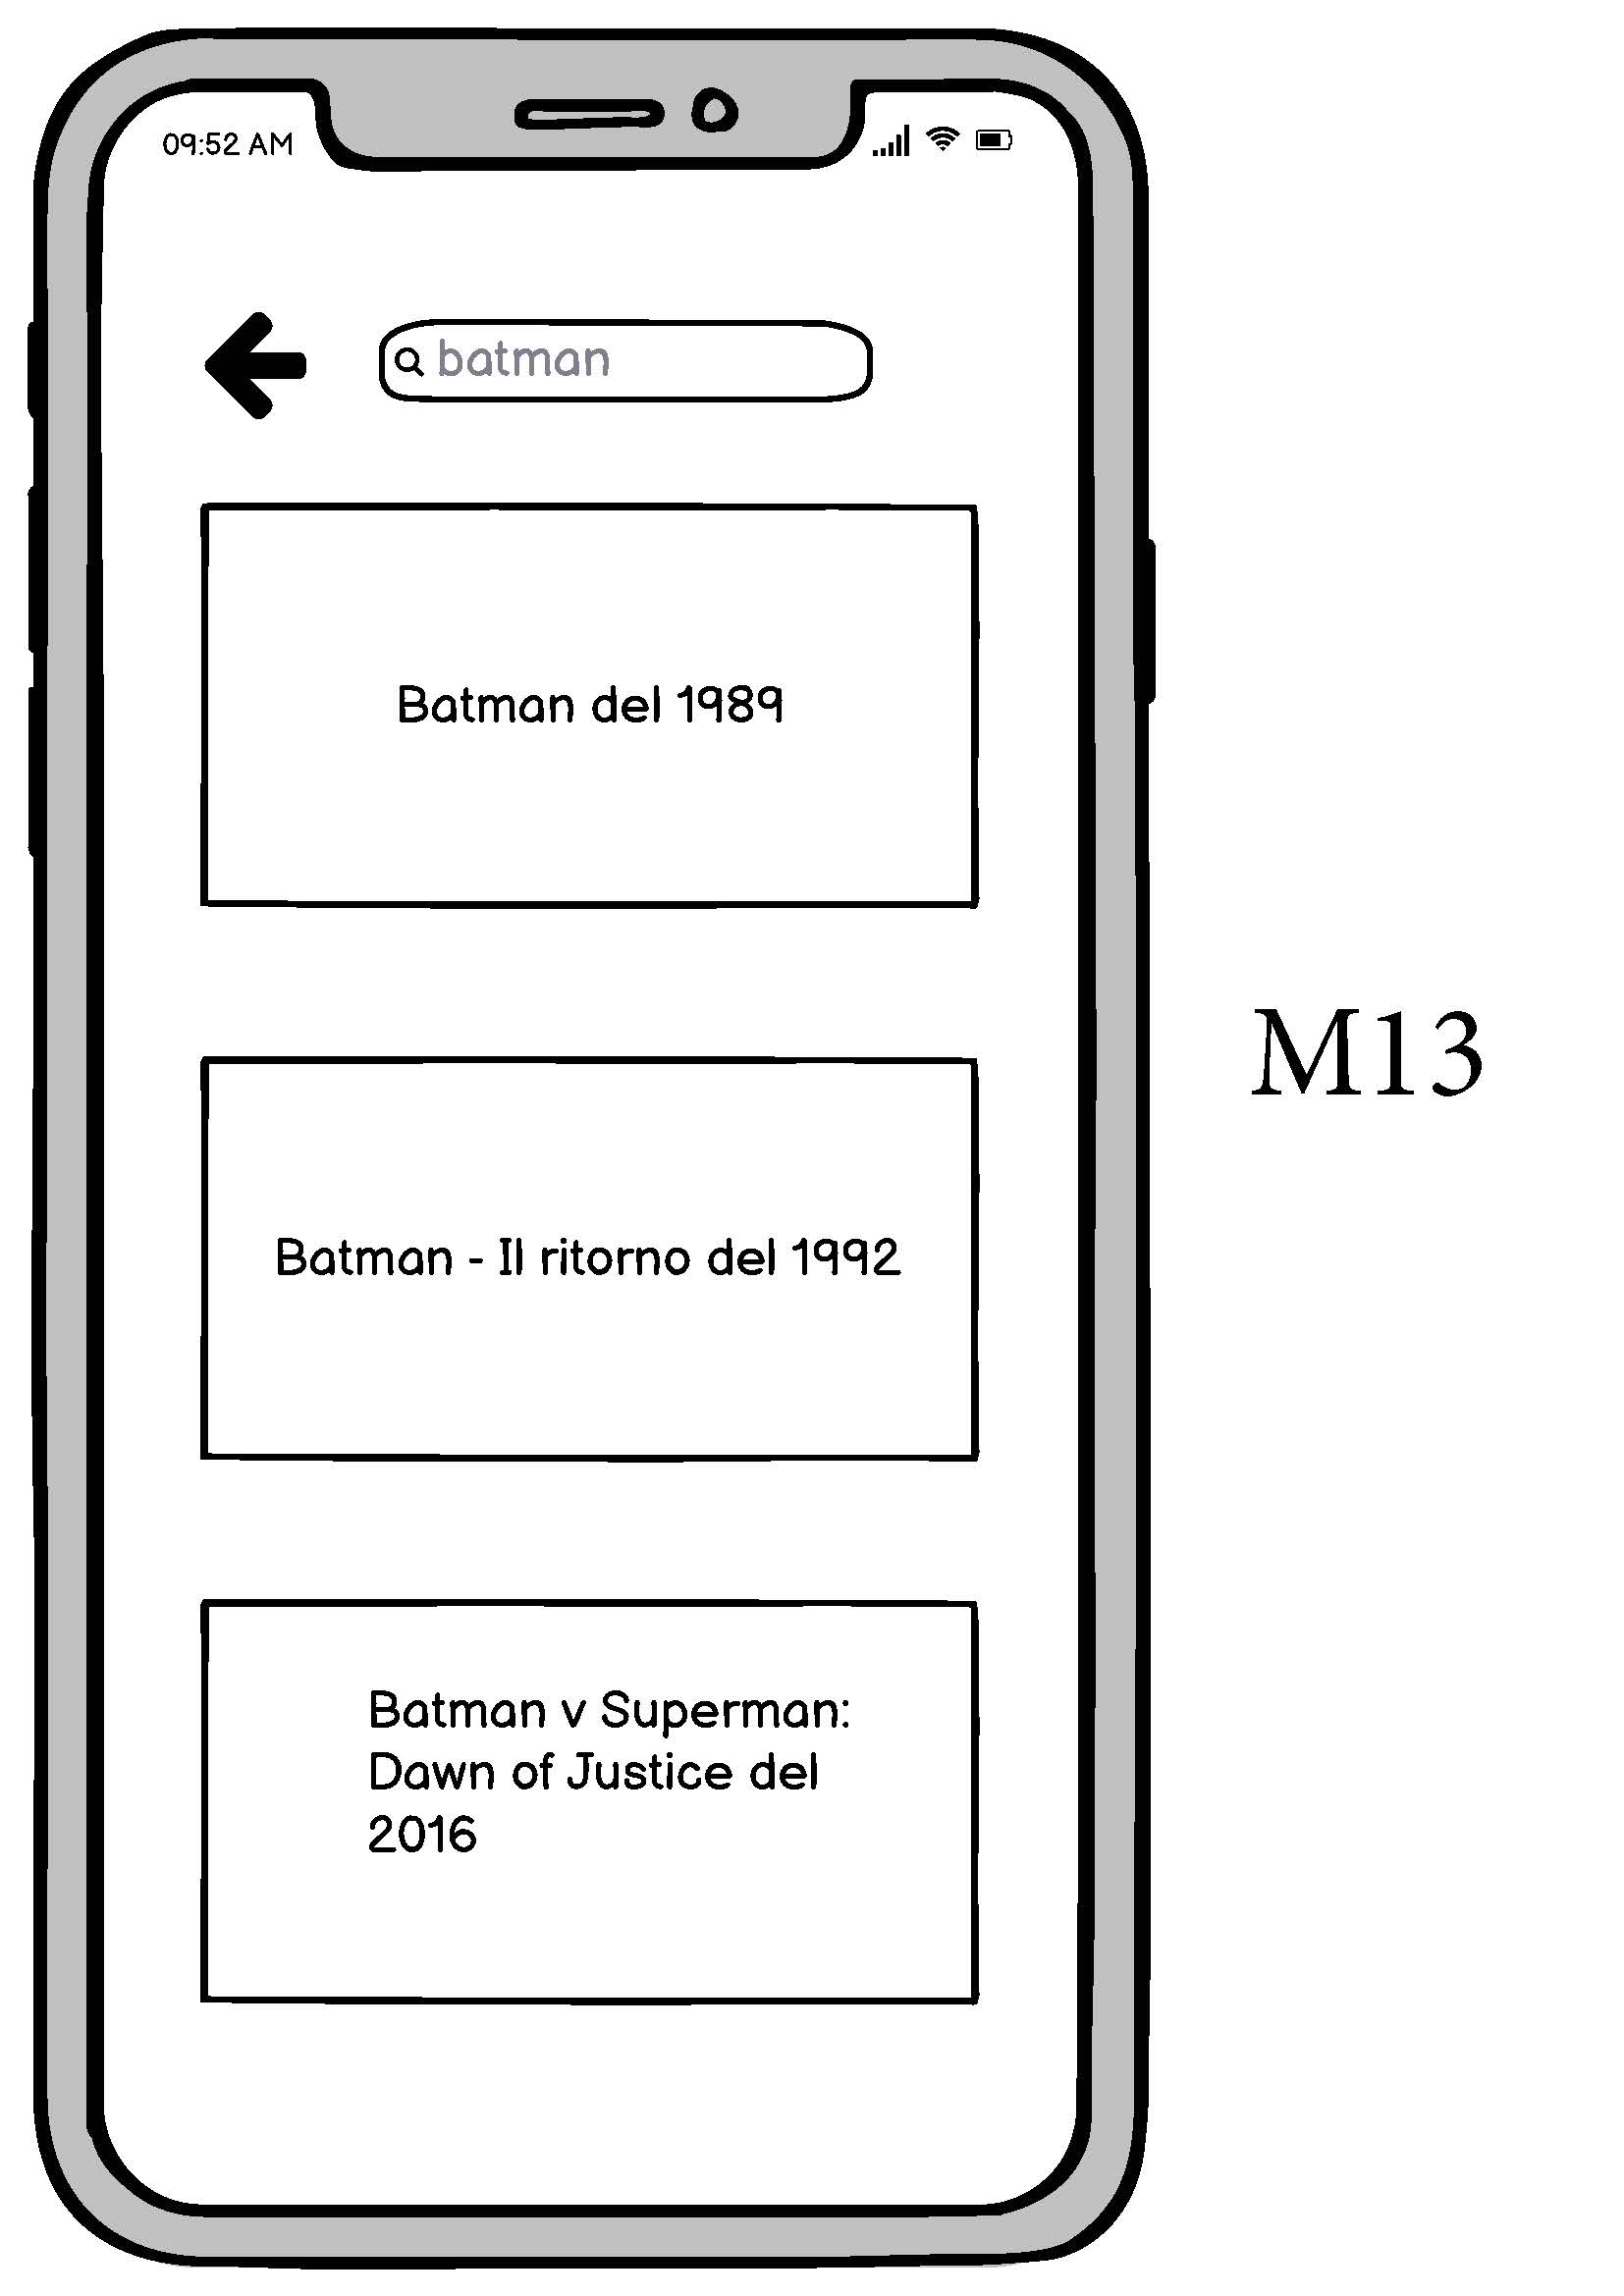 09:52 AM
batman
Batman del 1989
Batman - Il ritorno del 1992
M13
Batman v Superman:
Dawn of Justice del
2016